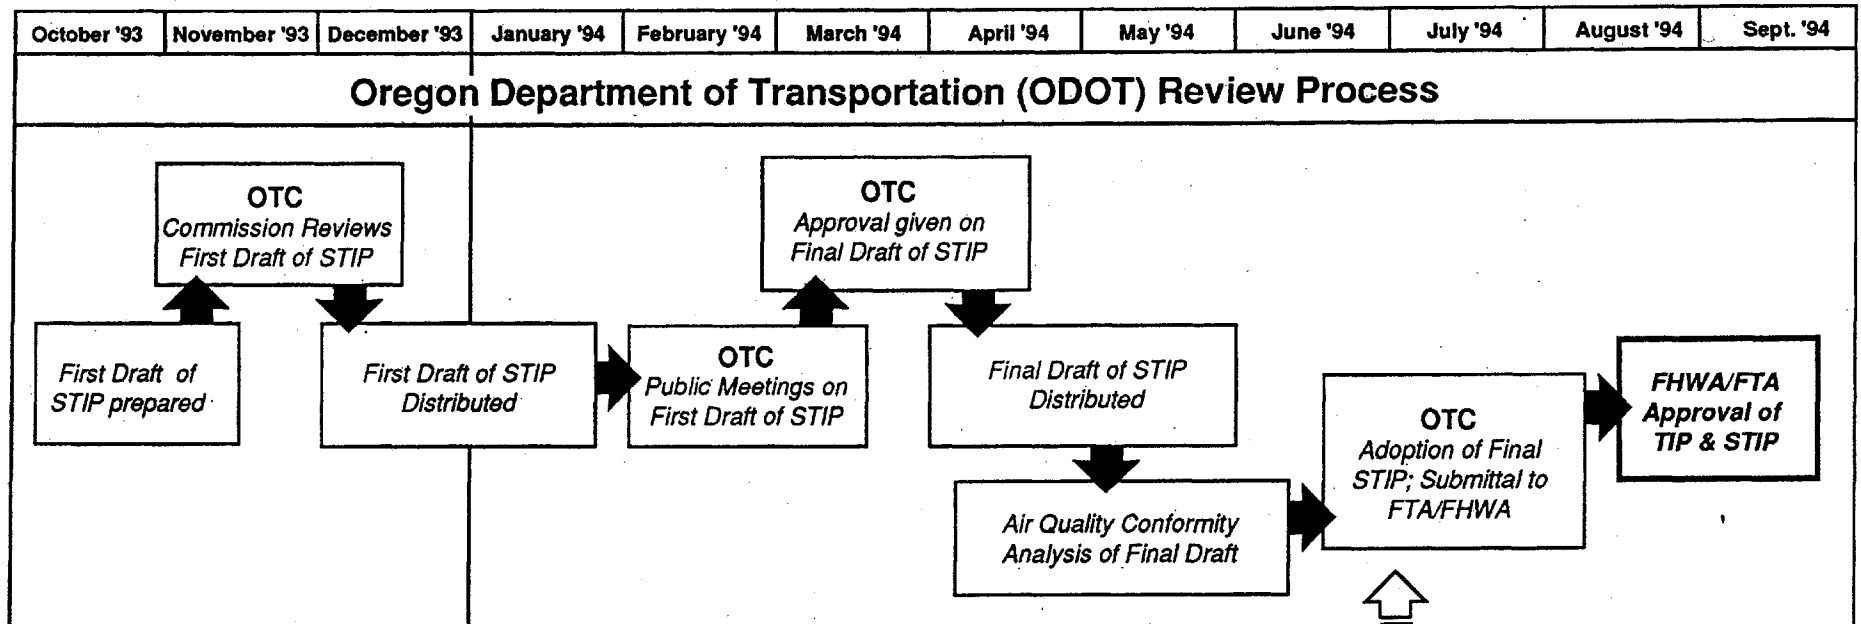 October '93 November '93 December '93 January '94 February '94 March '94 April '94 May '94 June '94 July '94 August '94 Sept. '94
Oregon Department of Transportation (ODOT) Review Process
OTC
Commission Reviews
First Draft of STIP
OTC
Approval given on
Final Draft of STIP
First Draft of
STIP prepared
First Draft of STIP
Distributed
OTC
Public Meetings on
First Draft of STIP
Final Draft of STIP
Distributed
Air Quality Conformity
Analysis of Final Draft
OTC
Adoption of Final
STIP; Submittal to
FTA/FHWA
FHWA/FTA
Approval of
TIP & STIP